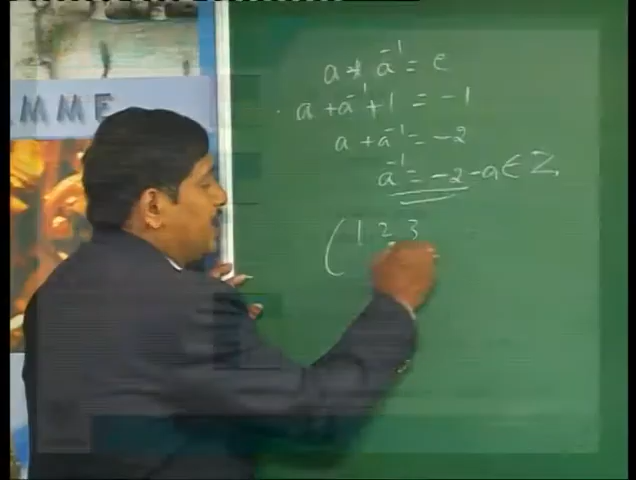 MME
a * a⁻¹ = e
a + a⁻¹ + 1 = -1
a + a⁻¹ = -2
a⁻¹ = -2 - a ∈ Z
( 1 2 3